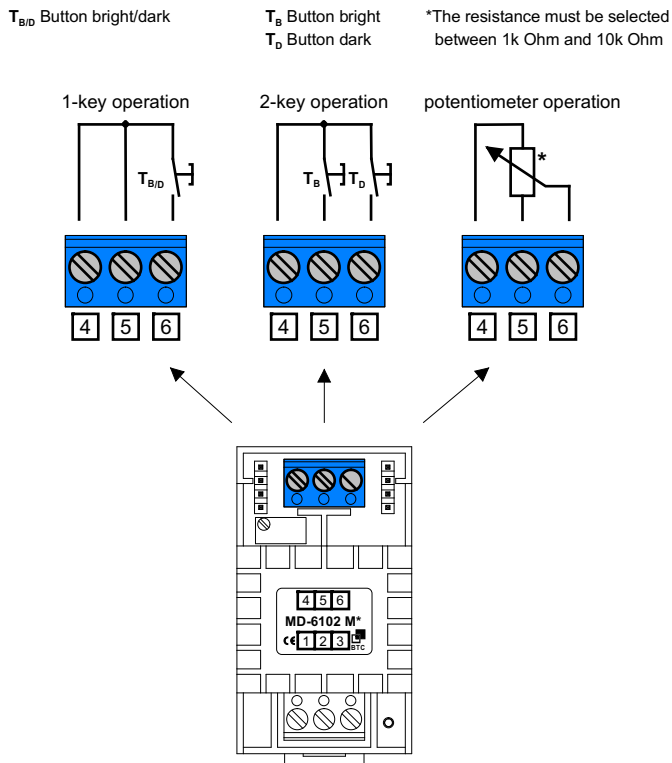 T_B/D Button bright/dark
T_B Button bright
T_D Button dark
*The resistance must be selected
between 1k Ohm and 10k Ohm
1-key operation
2-key operation
potentiometer operation
T_B/D
T_B
T_D
*
4 5 6
4 5 6
4 5 6
4 5 6
MD-6102 M*
CE 1 2 3
BTC